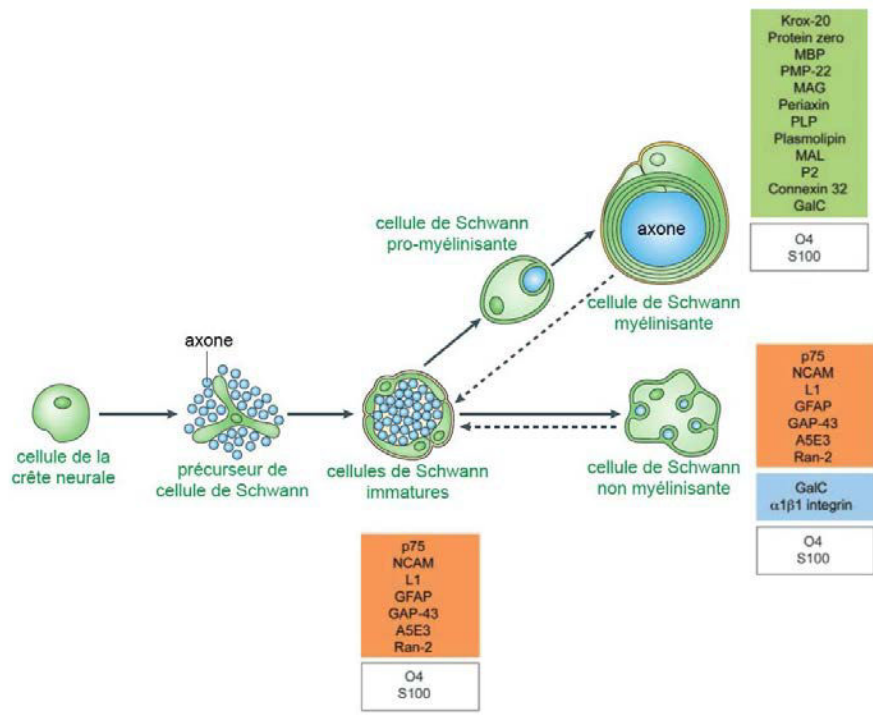 Krox-20
Protein zero
MBP
PMP-22
MAG
Periaxin
PLP
Plasmolipin
MAL
P2
Connexin 32
GalC
O4
S100
cellule de Schwann
pro-myélinisante
axone
cellule de Schwann
myélinisante
axone
cellule de la
crête neurale
précurseur de
cellule de Schwann
cellules de Schwann
immatures
cellule de Schwann
non myélinisante
p75
NCAM
L1
GFAP
GAP-43
A5E3
Ran-2
GalC
α1β1 integrin
O4
S100
p75
NCAM
L1
GFAP
GAP-43
A5E3
Ran-2
O4
S100